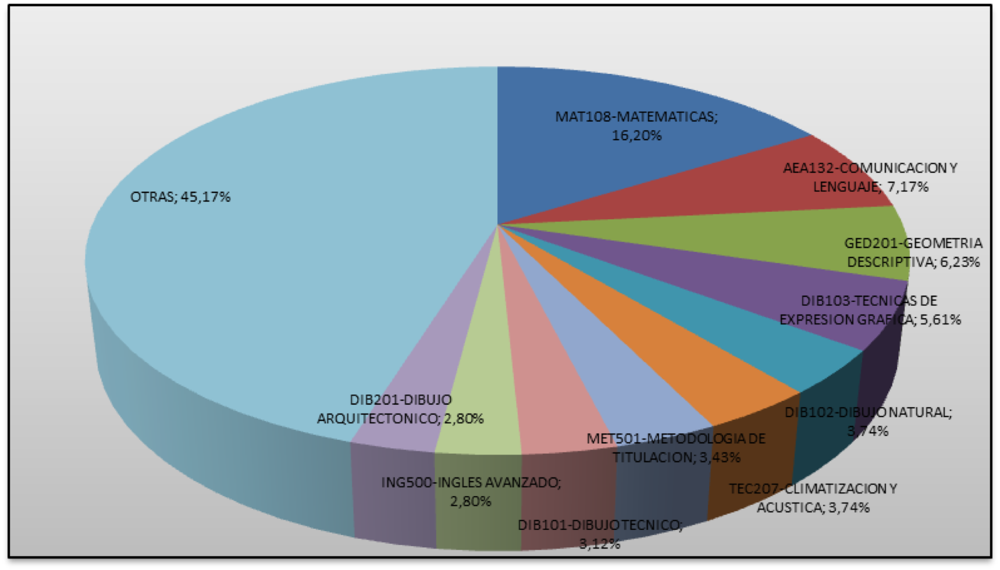 MAT108-MATEMATICAS;
16,20%
AEA132-COMUNICACION Y
LENGUAJE; 7,17%
OTRAS; 45,17%
GED201-GEOMETRIA
DESCRIPTIVA; 6,23%
DIB103-TECNICAS DE
EXPRESION GRAFICA; 5,61%
DIB201-DIBUJO
ARQUITECTONICO; 2,80%
DIB102-DIBUJO NATURAL;
3,74%
MET501-METODOLOGIA DE
TITULACION; 3,43%
ING500-INGLES AVANZADO;
2,80%
TEC207-CLIMATIZACION Y
ACUSTICA; 3,74%
DIB101-DIBUJO TECNICO;
3,12%